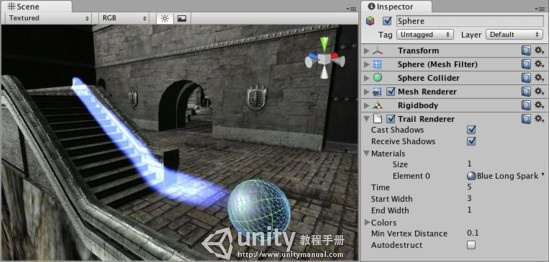 Scene
Textured
RGB
unity 教程手册
www.unitymanual.com
Inspector
Sphere
Tag Untagged Layer Default
Transform
Sphere (Mesh Filter)
Sphere Collider
Mesh Renderer
Rigidbody
Trail Renderer
Cast Shadows
Receive Shadows
Materials
Size 1
Element 0 Blue Long Spark
Time 5
Start Width 3
End Width 1
Colors
Min Vertex Distance 0.1
Autodestruct